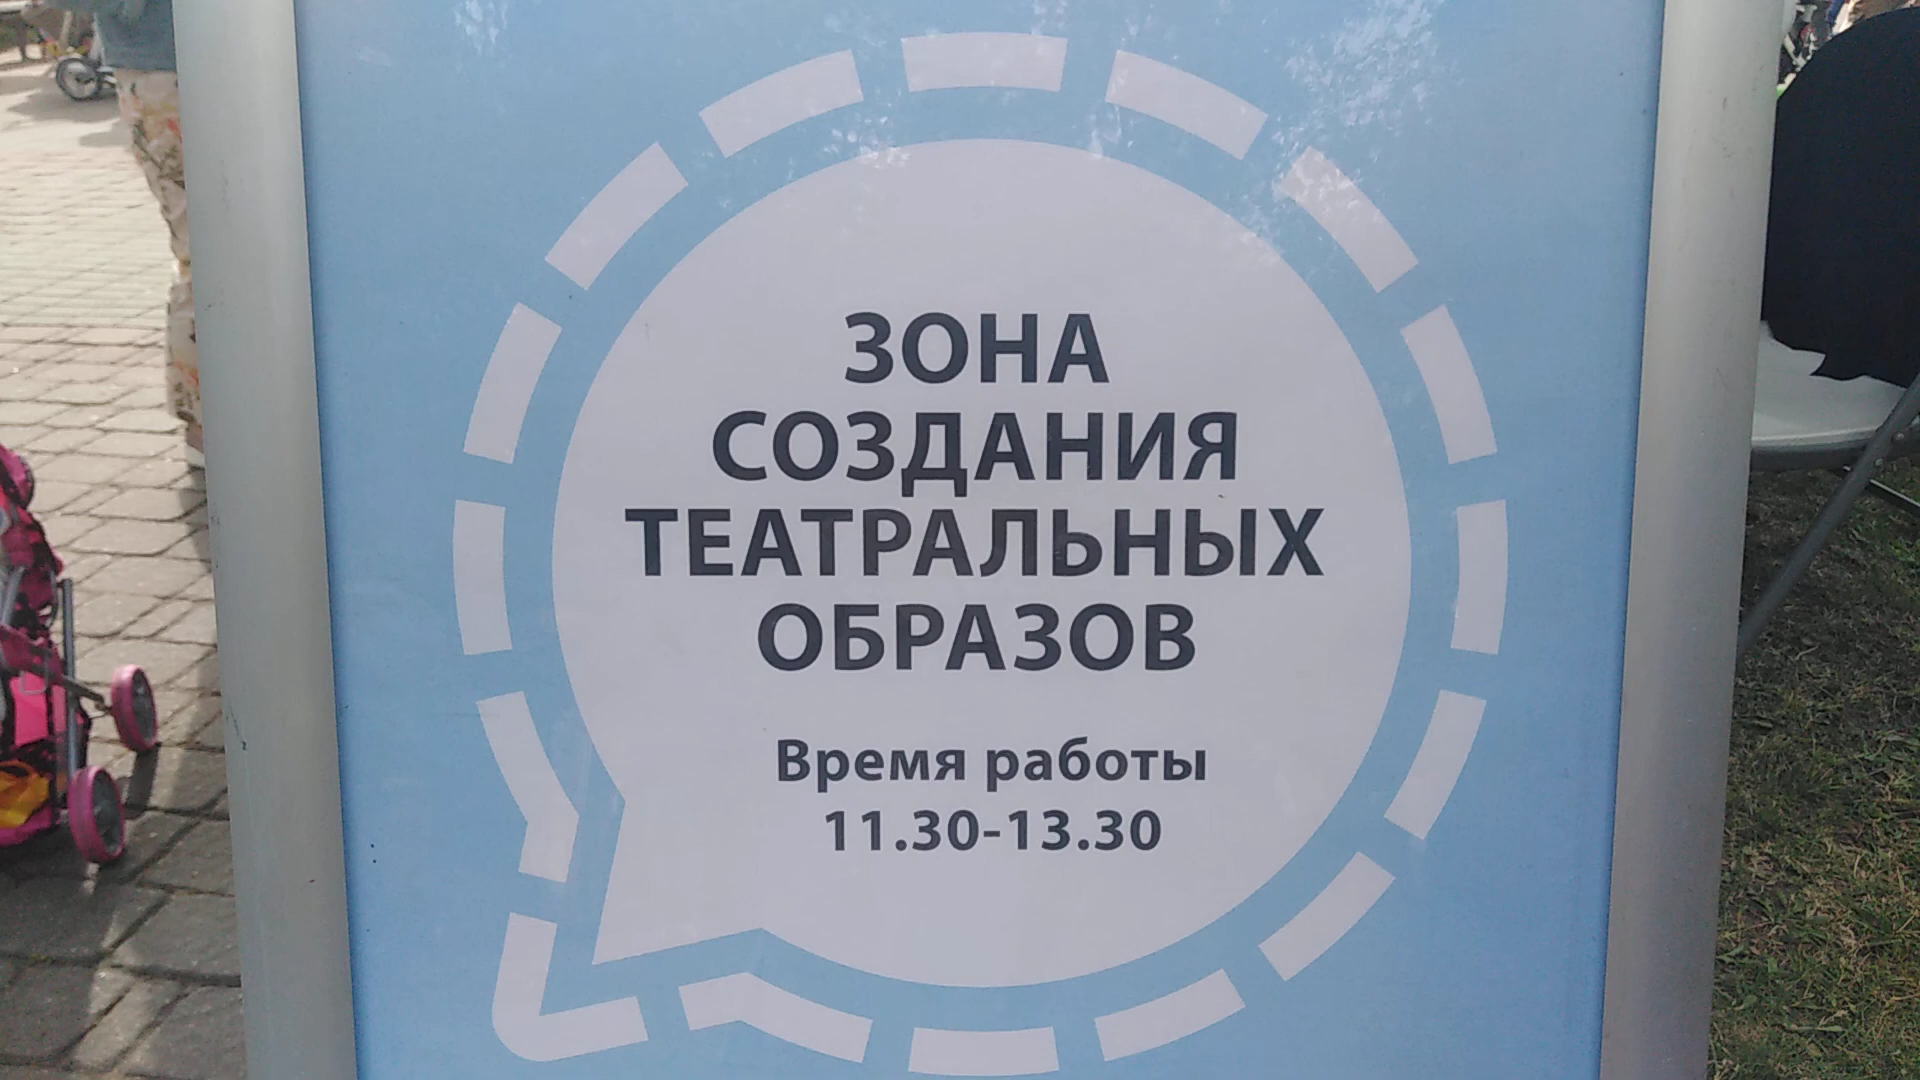 ЗОНА
СОЗДАНИЯ
ТЕАТРАЛЬНЫХ
ОБРАЗОВ
Время работы
11.30-13.30